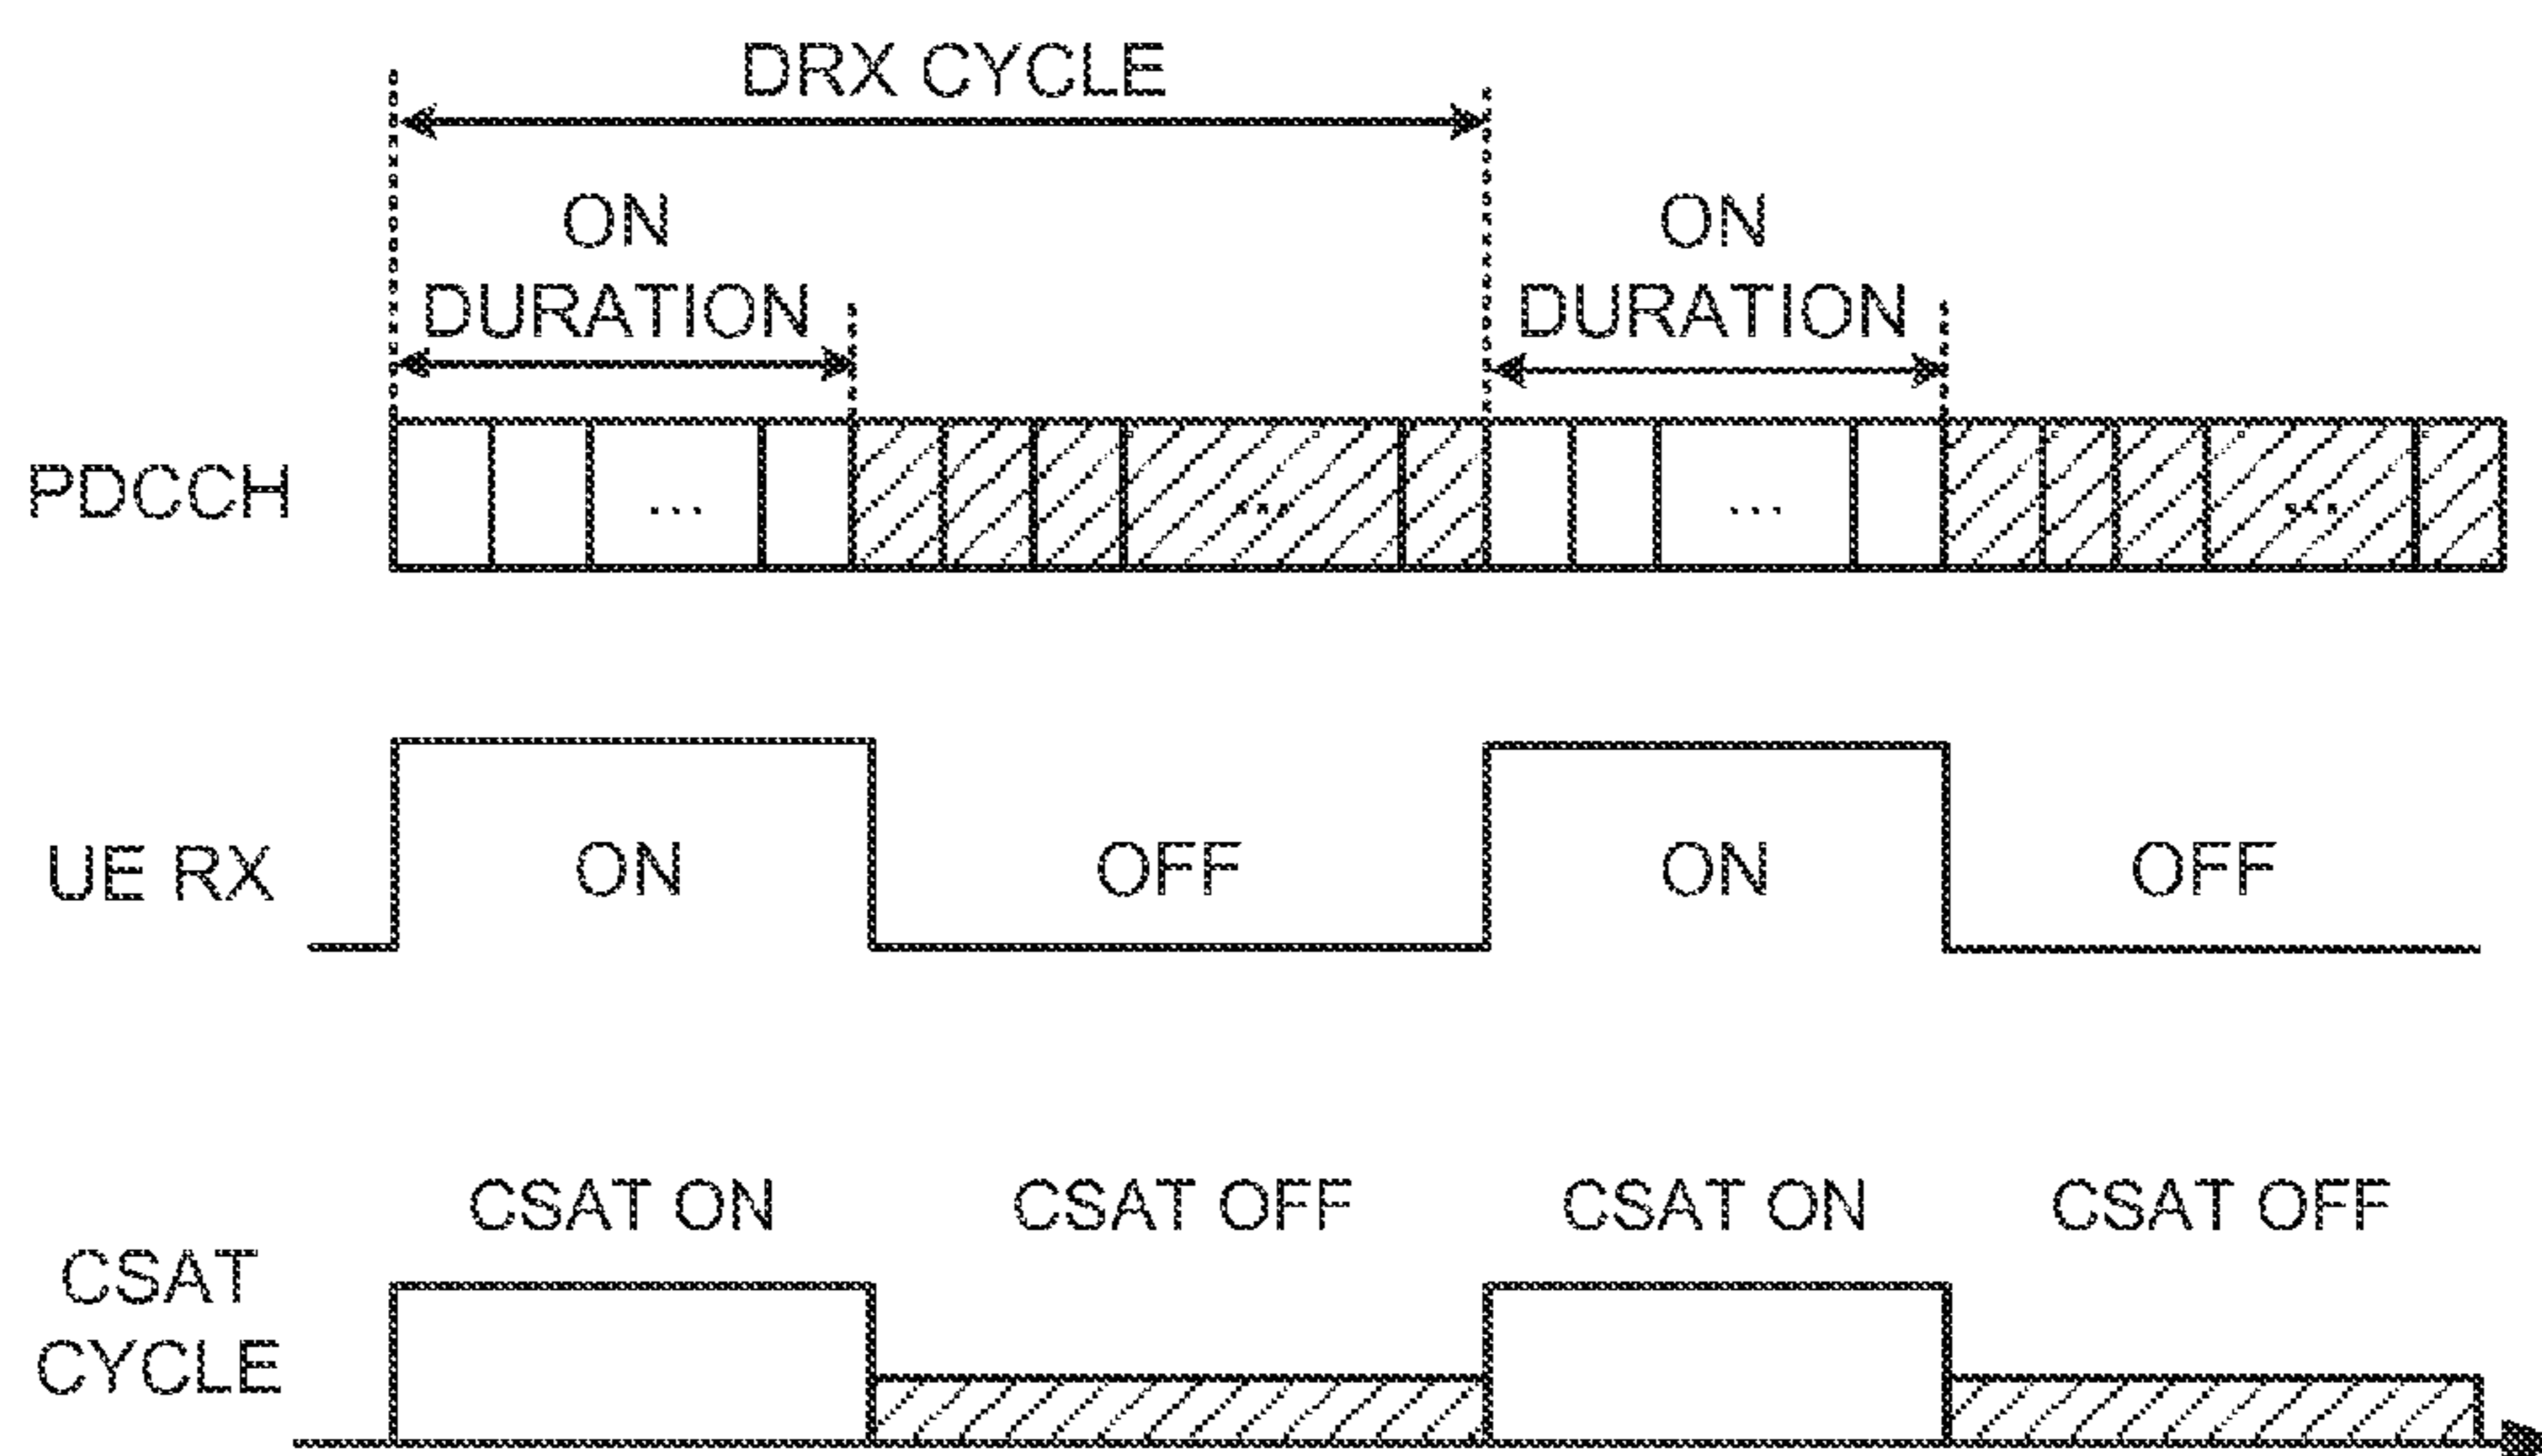 DRX CYCLE
ON
DURATION
ON
DURATION
PDCCH
...
...
...
...
UE RX
ON
OFF
ON
OFF
CSAT ON
CSAT OFF
CSAT ON
CSAT OFF
CSAT
CYCLE